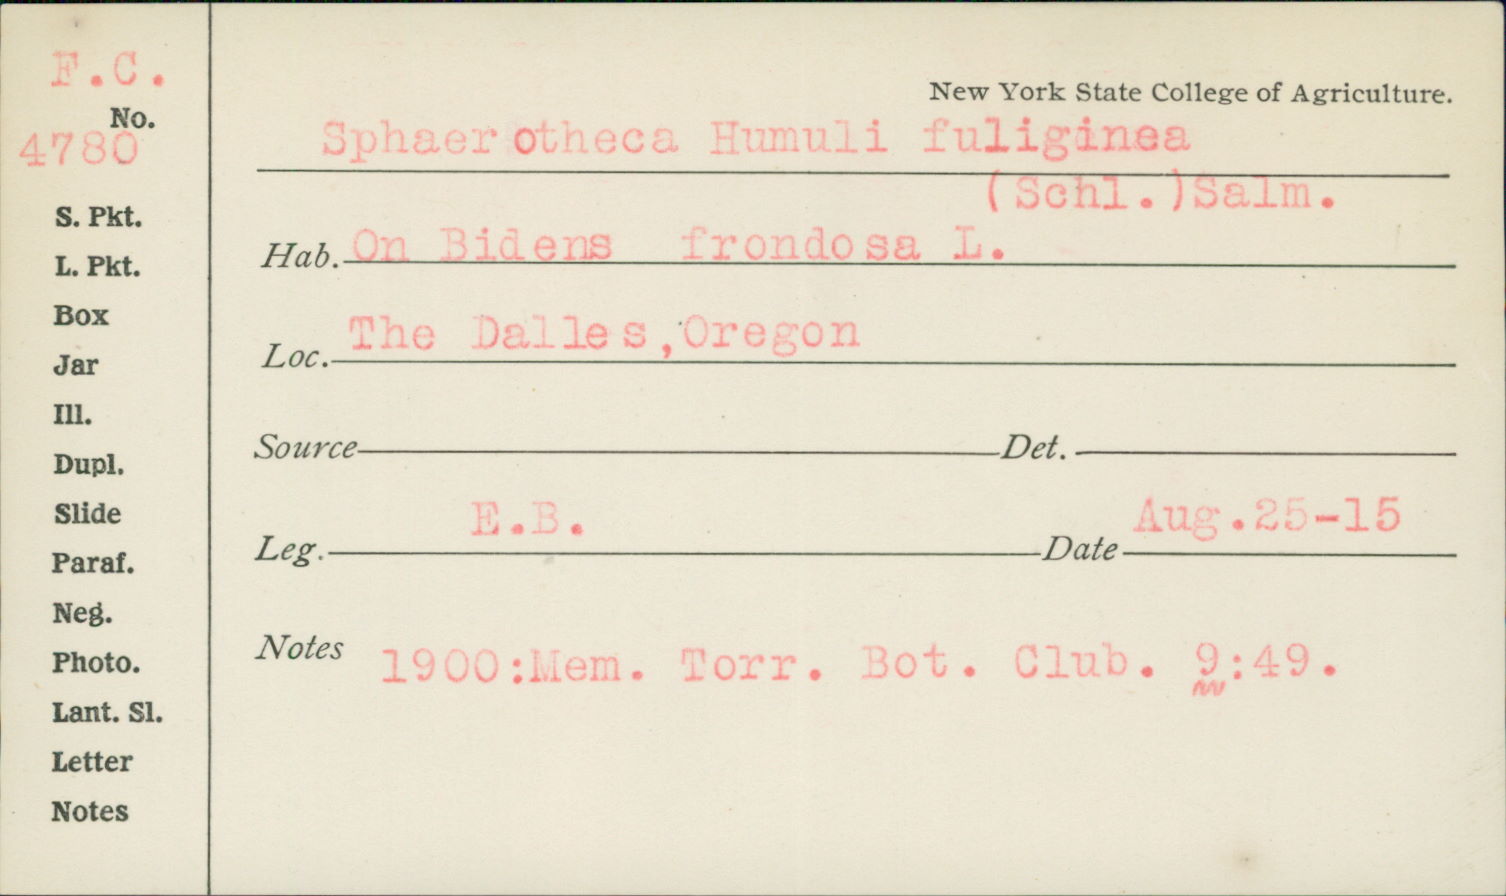 F.C.
No.
4780
S. Pkt.
L. Pkt.
Box
Jar
Ill.
Dupl.
Slide
Paraf.
Neg.
Photo.
Lant. Sl.
Letter
Notes
New York State College of Agriculture.
Sphaerotheca Humuli fuliginea
(Schl.)Salm.
Hab. On Bidens frondosa L.
Loc. The Dalles,Oregon
Source Det.
Leg. E.B. Date Aug.25-15
Notes 1900:Mem. Torr. Bot. Club. 9:49.